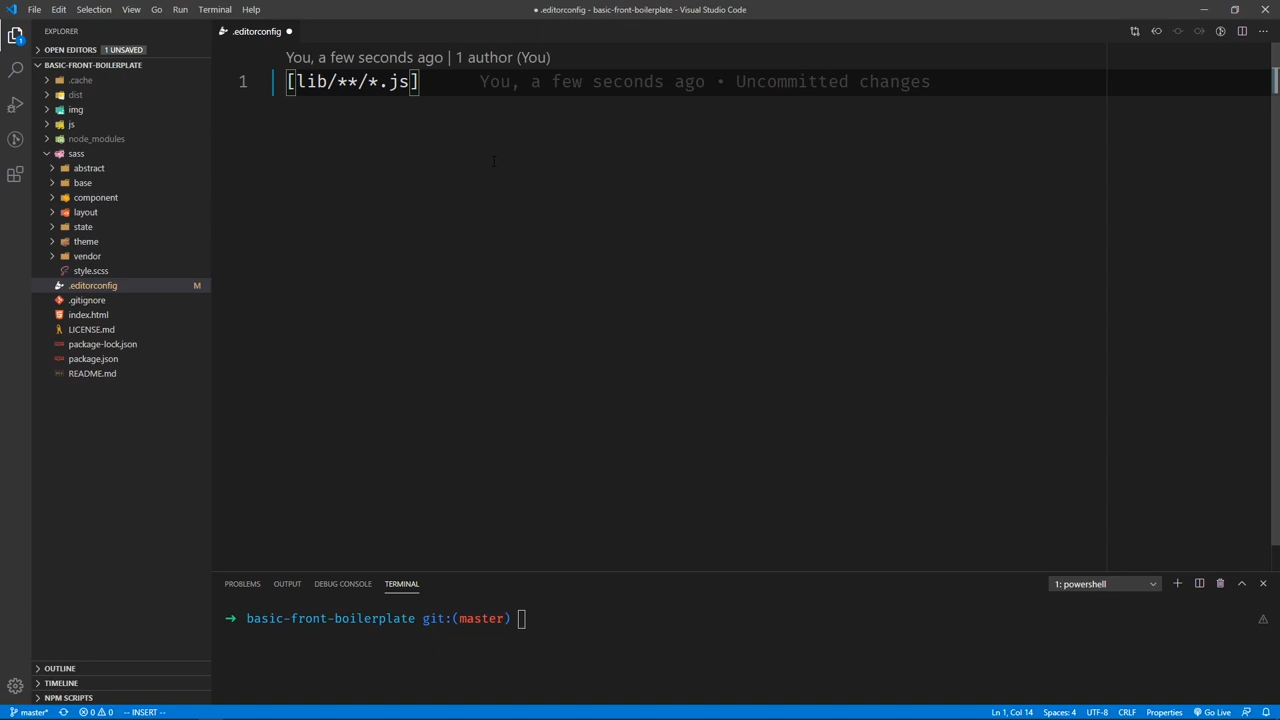 File Edit Selection View Go Run Terminal Help
● .editorconfig - basic-front-boilerplate - Visual Studio Code
EXPLORER
OPEN EDITORS 1 UNSAVED
BASIC-FRONT-BOILERPLATE
.cache
dist
img
js
node_modules
sass
abstract
base
component
layout
state
theme
vendor
style.scss
.editorconfig M
.gitignore
index.html
LICENSE.md
package-lock.json
package.json
README.md
OUTLINE
TIMELINE
NPM SCRIPTS
.editorconfig ●
You, a few seconds ago | 1 author (You)
1 [lib/**/*.js] You, a few seconds ago • Uncommitted changes
PROBLEMS OUTPUT DEBUG CONSOLE TERMINAL 1: powershell
→ basic-front-boilerplate git:(master)
master* 0 0 -- INSERT -- Ln 1, Col 14 Spaces: 4 UTF-8 CRLF Properties Go Live